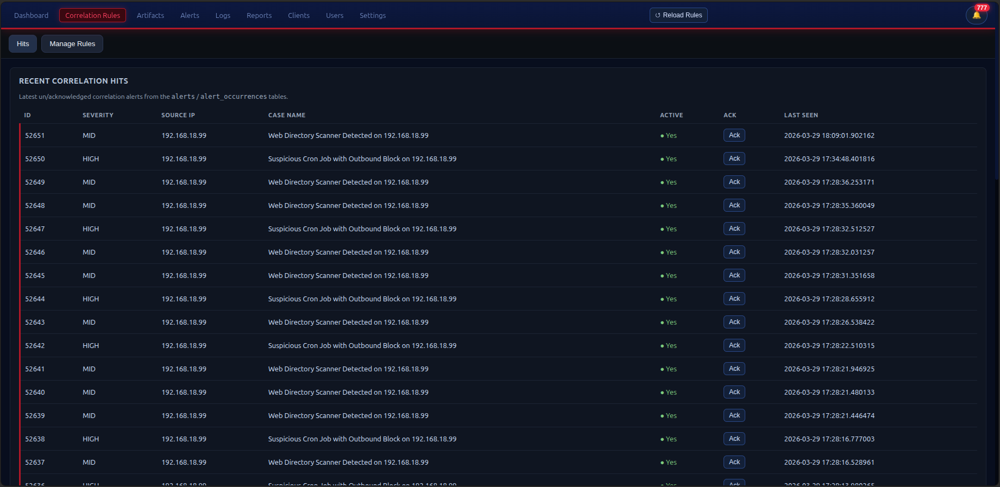 Dashboard Correlation Rules Artifacts Alerts Logs Reports Clients Users Settings ↺ Reload Rules 777
Hits Manage Rules
RECENT CORRELATION HITS
Latest un/acknowledged correlation alerts from the alerts / alert_occurrences tables.
ID SEVERITY SOURCE IP CASE NAME ACTIVE ACK LAST SEEN
52651 MID 192.168.18.99 Web Directory Scanner Detected on 192.168.18.99 ● Yes Ack 2026-03-29 18:09:01.902162
52650 HIGH 192.168.18.99 Suspicious Cron Job with Outbound Block on 192.168.18.99 ● Yes Ack 2026-03-29 17:34:48.401816
52649 MID 192.168.18.99 Web Directory Scanner Detected on 192.168.18.99 ● Yes Ack 2026-03-29 17:28:36.253171
52648 MID 192.168.18.99 Web Directory Scanner Detected on 192.168.18.99 ● Yes Ack 2026-03-29 17:28:35.360049
52647 HIGH 192.168.18.99 Suspicious Cron Job with Outbound Block on 192.168.18.99 ● Yes Ack 2026-03-29 17:28:32.512527
52646 MID 192.168.18.99 Web Directory Scanner Detected on 192.168.18.99 ● Yes Ack 2026-03-29 17:28:32.031257
52645 MID 192.168.18.99 Web Directory Scanner Detected on 192.168.18.99 ● Yes Ack 2026-03-29 17:28:31.351658
52644 HIGH 192.168.18.99 Suspicious Cron Job with Outbound Block on 192.168.18.99 ● Yes Ack 2026-03-29 17:28:28.655912
52643 MID 192.168.18.99 Web Directory Scanner Detected on 192.168.18.99 ● Yes Ack 2026-03-29 17:28:26.538422
52642 HIGH 192.168.18.99 Suspicious Cron Job with Outbound Block on 192.168.18.99 ● Yes Ack 2026-03-29 17:28:22.510315
52641 MID 192.168.18.99 Web Directory Scanner Detected on 192.168.18.99 ● Yes Ack 2026-03-29 17:28:21.946925
52640 MID 192.168.18.99 Web Directory Scanner Detected on 192.168.18.99 ● Yes Ack 2026-03-29 17:28:21.480133
52639 MID 192.168.18.99 Web Directory Scanner Detected on 192.168.18.99 ● Yes Ack 2026-03-29 17:28:21.446474
52638 HIGH 192.168.18.99 Suspicious Cron Job with Outbound Block on 192.168.18.99 ● Yes Ack 2026-03-29 17:28:16.777003
52637 MID 192.168.18.99 Web Directory Scanner Detected on 192.168.18.99 ● Yes Ack 2026-03-29 17:28:16.528961
52636 HIGH 192.168.18.99 Suspicious Cron Job with Outbound Block on 192.168.18.99 Yes Ack